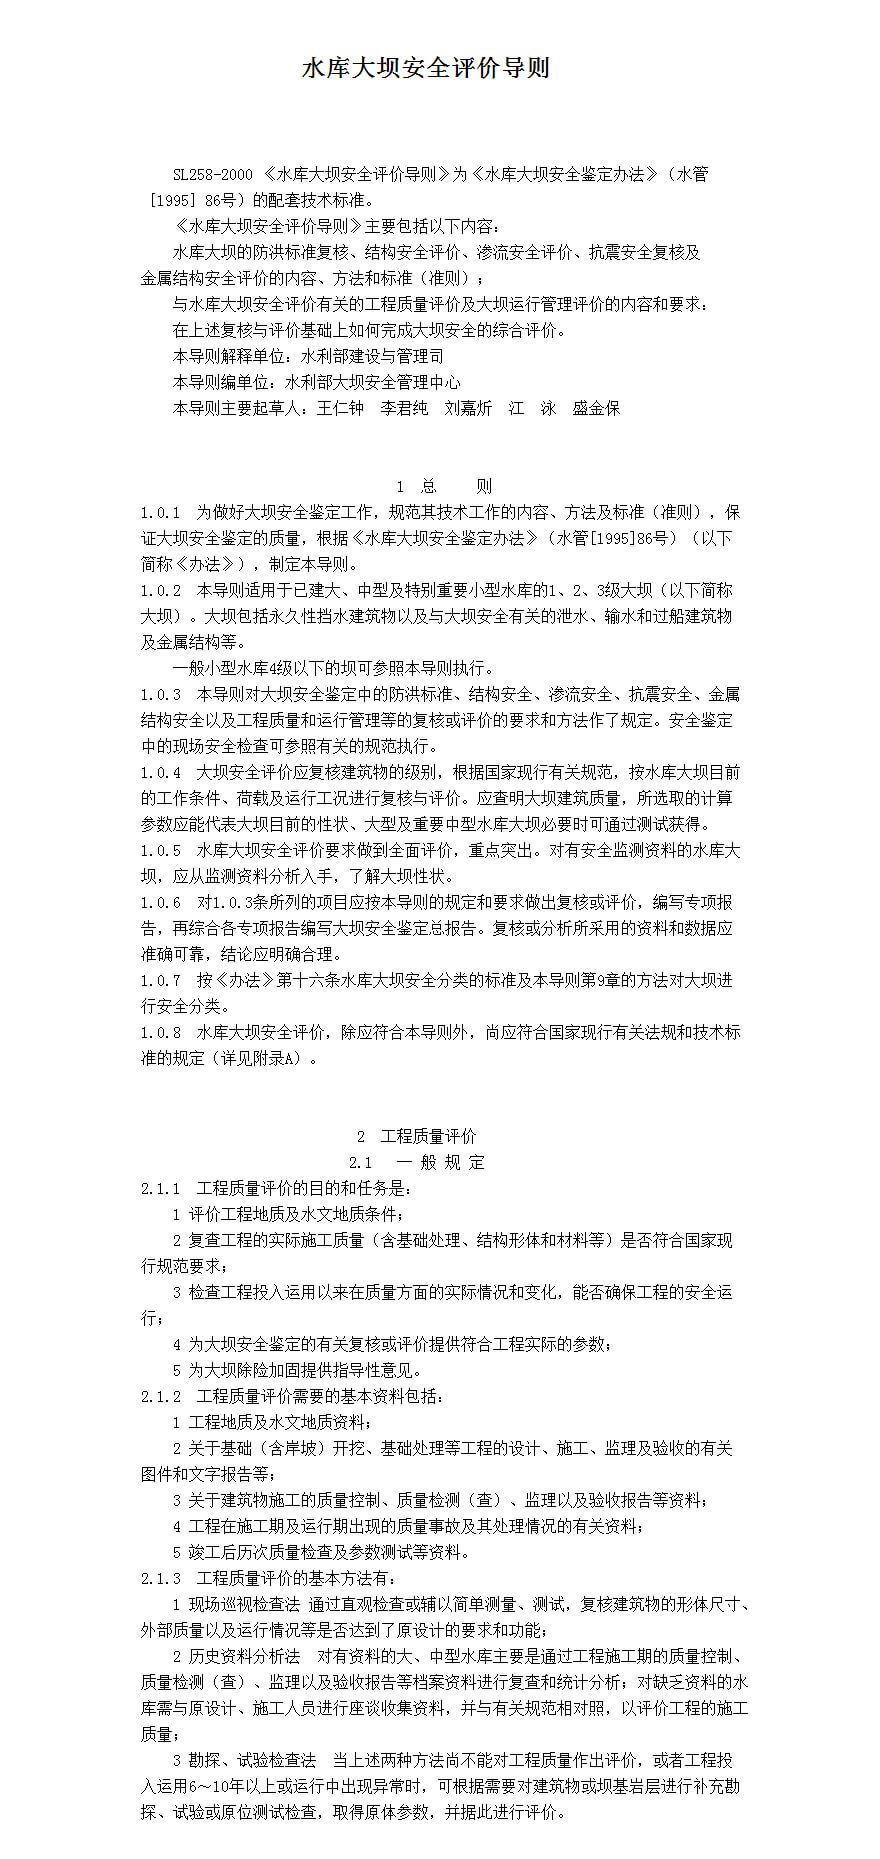 水库大坝安全评价导则
SL258-2000 《水库大坝安全评价导则》为《水库大坝安全鉴定办法》（水管
[1995] 86号）的配套技术标准。
《水库大坝安全评价导则》主要包括以下内容：
水库大坝的防洪标准复核、结构安全评价、渗流安全评价、抗震安全复核及
金属结构安全评价的内容、方法和标准（准则）；
与水库大坝安全评价有关的工程质量评价及大坝运行管理评价的内容和要求：
在上述复核与评价基础上如何完成大坝安全的综合评价。
本导则解释单位：水利部建设与管理司
本导则编单位：水利部大坝安全管理中心
本导则主要起草人：王仁钟　李君纯　刘嘉炘　江　泳　盛金保
1　总　　则
1.0.1　为做好大坝安全鉴定工作，规范其技术工作的内容、方法及标准（准则），保
证大坝安全鉴定的质量，根据《水库大坝安全鉴定办法》（水管[1995]86号）（以下
简称《办法》），制定本导则。
1.0.2　本导则适用于已建大、中型及特别重要小型水库的1、2、3级大坝（以下简称
大坝）。大坝包括永久性挡水建筑物以及与大坝安全有关的泄水、输水和过船建筑物
及金属结构等。
一般小型水库4级以下的坝可参照本导则执行。
1.0.3　本导则对大坝安全鉴定中的防洪标准、结构安全、渗流安全、抗震安全、金属
结构安全以及工程质量和运行管理等的复核或评价的要求和方法作了规定。安全鉴定
中的现场安全检查可参照有关的规范执行。
1.0.4　大坝安全评价应复核建筑物的级别，根据国家现行有关规范，按水库大坝目前
的工作条件、荷载及运行工况进行复核与评价。应查明大坝建筑质量，所选取的计算
参数应能代表大坝目前的性状、大型及重要中型水库大坝必要时可通过测试获得。
1.0.5　水库大坝安全评价要求做到全面评价，重点突出。对有安全监测资料的水库大
坝，应从监测资料分析入手，了解大坝性状。
1.0.6　对1.0.3条所列的项目应按本导则的规定和要求做出复核或评价，编写专项报
告，再综合各专项报告编写大坝安全鉴定总报告。复核或分析所采用的资料和数据应
准确可靠，结论应明确合理。
1.0.7　按《办法》第十六条水库大坝安全分类的标准及本导则第9章的方法对大坝进
行安全分类。
1.0.8　水库大坝安全评价，除应符合本导则外，尚应符合国家现行有关法规和技术标
准的规定（详见附录A）。
2　工程质量评价
2.1　一 般 规 定
2.1.1　工程质量评价的目的和任务是：
1 评价工程地质及水文地质条件；
2 复查工程的实际施工质量（含基础处理、结构形体和材料等）是否符合国家现
行规范要求；
3 检查工程投入运用以来在质量方面的实际情况和变化，能否确保工程的安全运
行；
4 为大坝安全鉴定的有关复核或评价提供符合工程实际的参数；
5 为大坝除险加固提供指导性意见。
2.1.2　工程质量评价需要的基本资料包括：
1 工程地质及水文地质资料；
2 关于基础（含岸坡）开挖、基础处理等工程的设计、施工、监理及验收的有关
图件和文字报告等；
3 关于建筑物施工的质量控制、质量检测（查）、监理以及验收报告等资料；
4 工程在施工期及运行期出现的质量事故及其处理情况的有关资料；
5 竣工后历次质量检查及参数测试等资料。
2.1.3　工程质量评价的基本方法有：
1 现场巡视检查法 通过直观检查或辅以简单测量、测试，复核建筑物的形体尺寸、
外部质量以及运行情况等是否达到了原设计的要求和功能；
2 历史资料分析法　对有资料的大、中型水库主要是通过工程施工期的质量控制、
质量检测（查）、监理以及验收报告等档案资料进行复查和统计分析；对缺乏资料的水
库需与原设计、施工人员进行座谈收集资料，并与有关规范相对照，以评价工程的施工
质量；
3 勘探、试验检查法　当上述两种方法尚不能对工程质量作出评价，或者工程投
入运用6～10年以上或运行中出现异常时，可根据需要对建筑物或坝基岩层进行补充勘
探、试验或原位测试检查，取得原体参数，并据此进行评价。